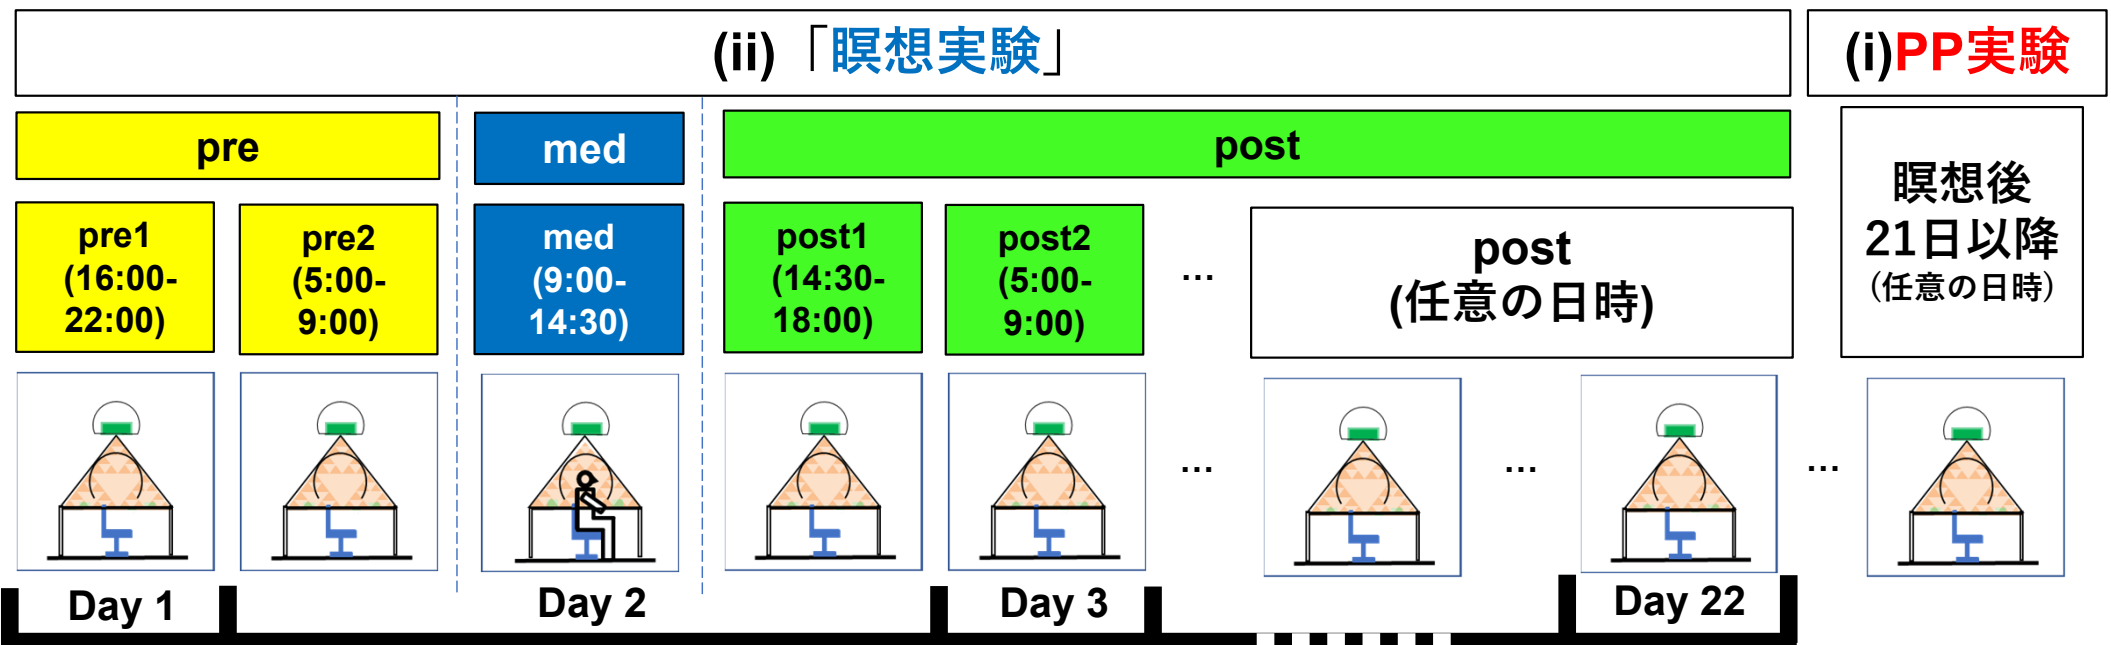 (ii)「瞑想実験」
(i)PP実験
pre
med
post
pre1
(16:00-
22:00)
pre2
(5:00-
9:00)
med
(9:00-
14:30)
post1
(14:30-
18:00)
post2
(5:00-
9:00)
...
post
(任意の日時)
瞑想後
21日以降
(任意の日時)
...
...
...
Day 1
Day 2
Day 3
Day 22